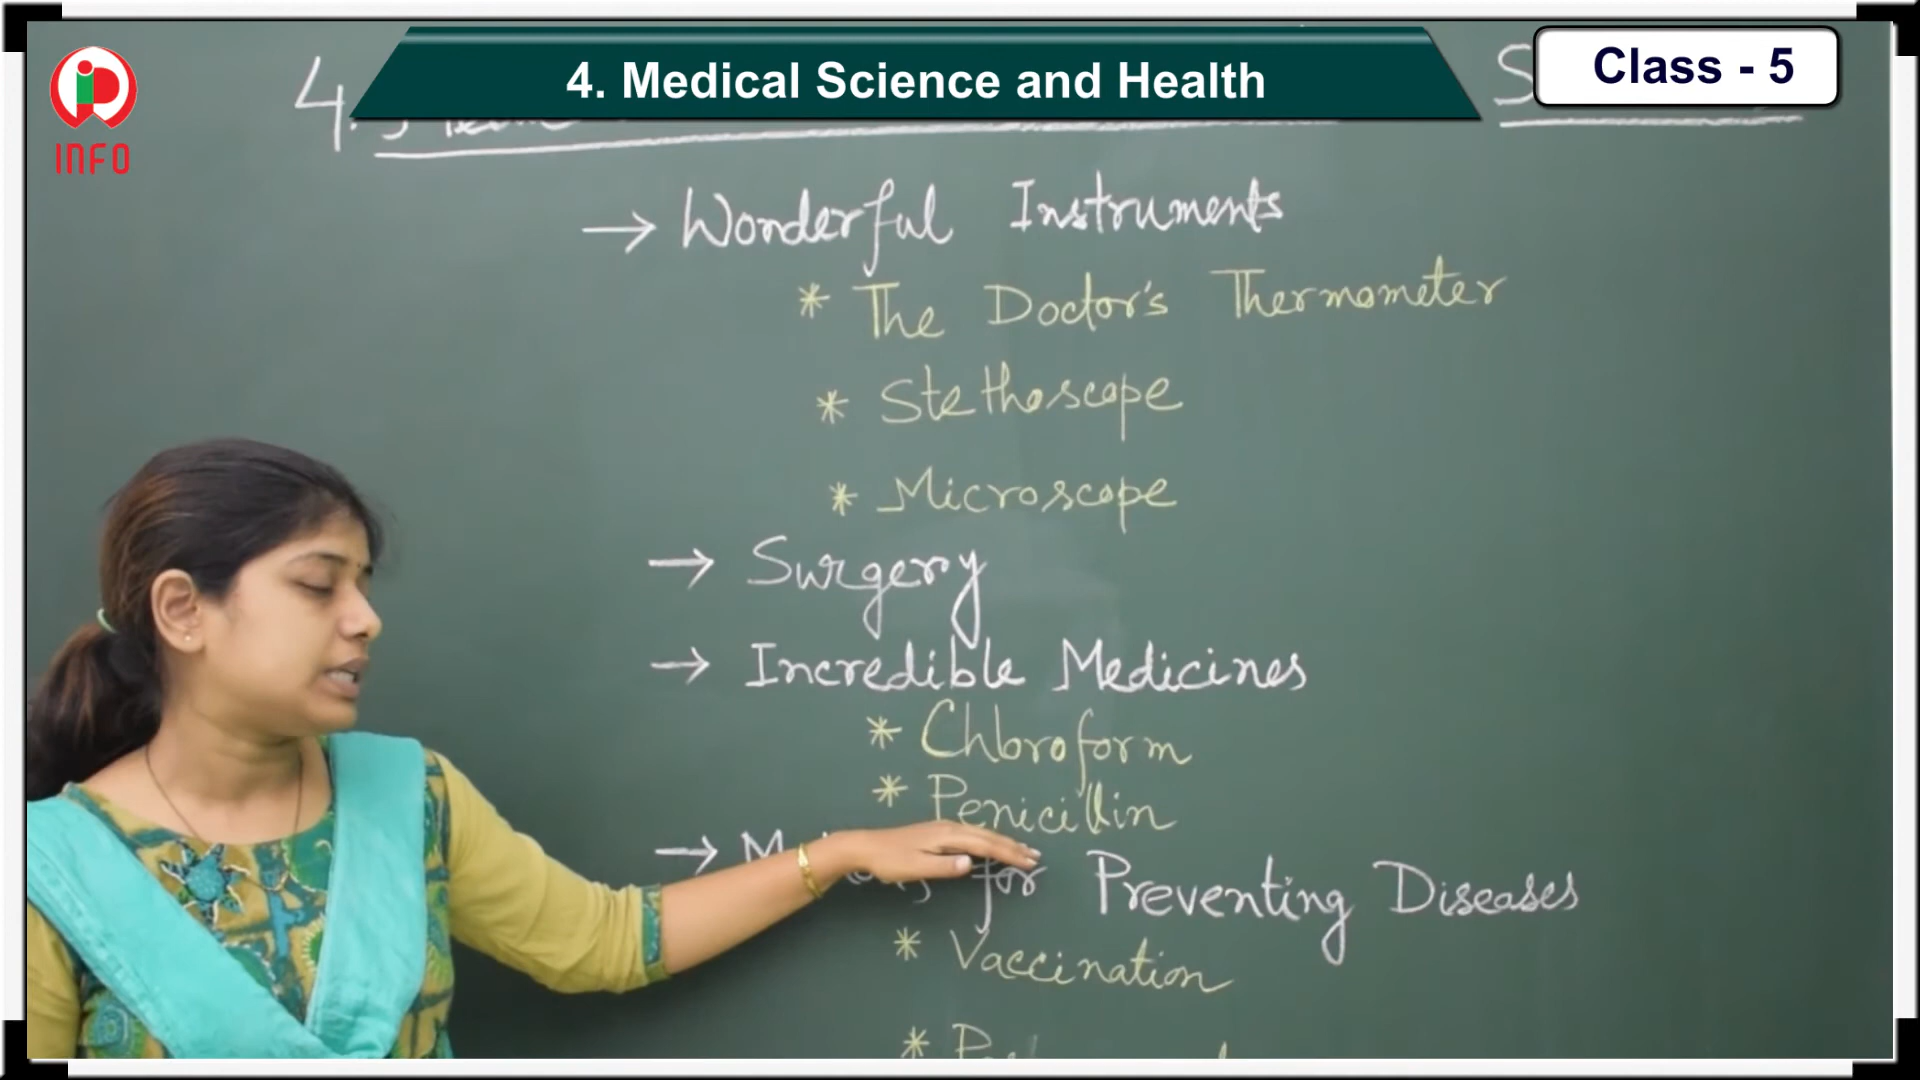 4. Medical Science and Health
Class - 5
INFO
4.
→ Wonderful Instruments
* The Doctor's Thermometer
* Stethoscope
* Microscope
→ Surgery
→ Incredible Medicines
* Chloroform
* Penicillin
→ for Preventing Diseases
* Vaccination